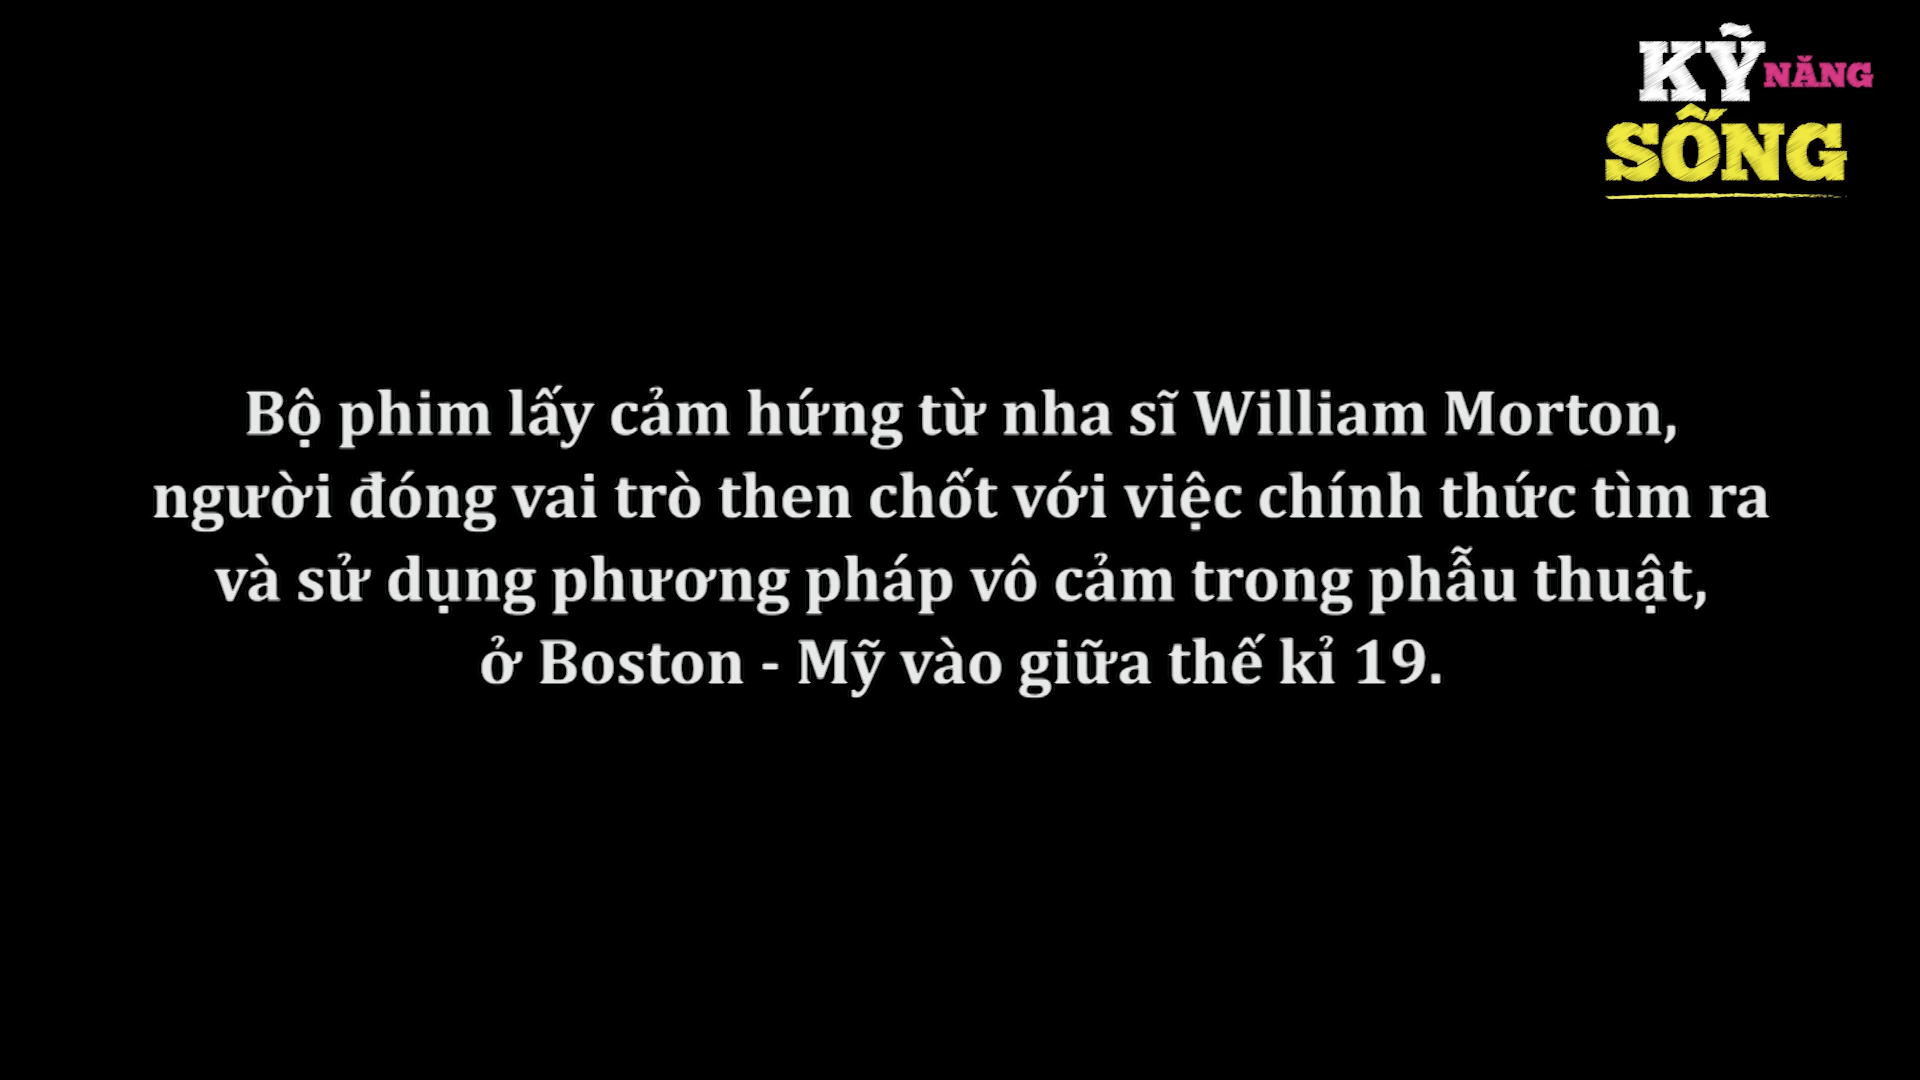 KỸ NĂNG
SỐNG
Bộ phim lấy cảm hứng từ nha sĩ William Morton,
người đóng vai trò then chốt với việc chính thức tìm ra
và sử dụng phương pháp vô cảm trong phẫu thuật,
ở Boston - Mỹ vào giữa thế kỉ 19.